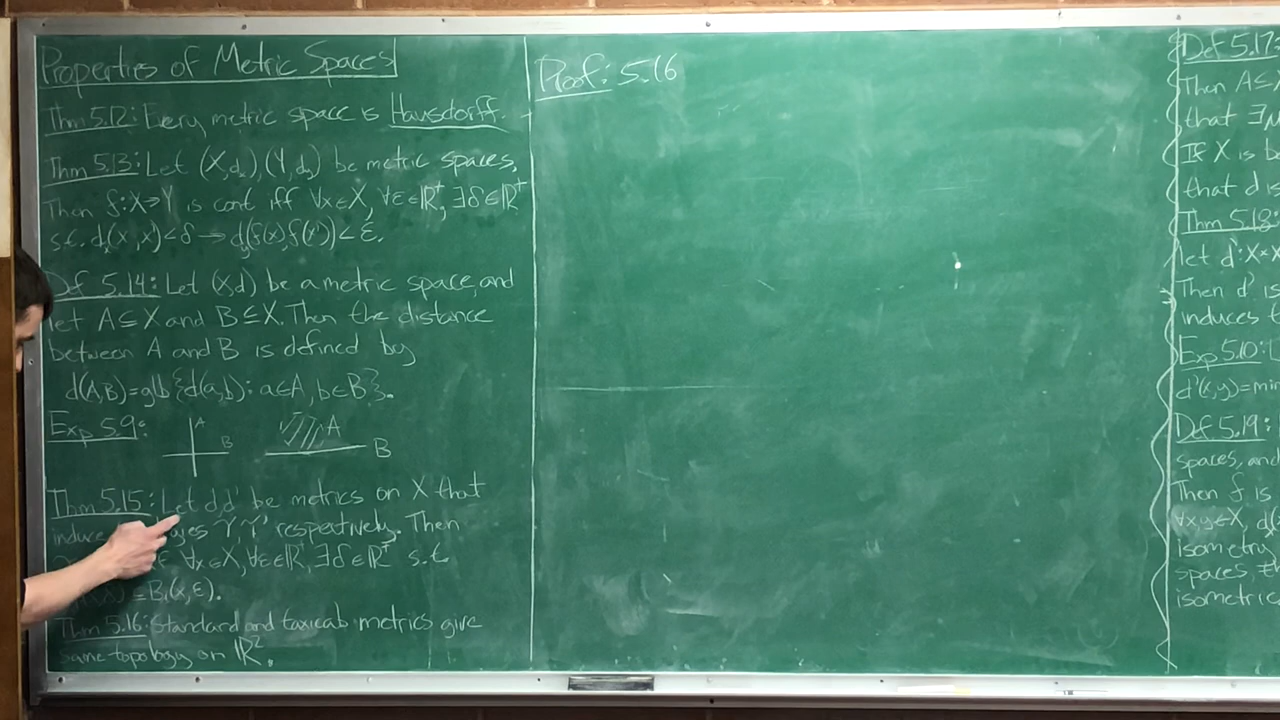 Properties of Metric Spaces
Thm 5.12: Every metric space is Hausdorff.
Thm 5.13: Let (X,dₓ),(Y,dᵧ) be metric spaces,
Then f:X→Y is cont iff ∀x∈X, ∀ε∈ℝ⁺, ∃δ∈ℝ⁺
s.t. dₓ(x,x')<δ → dᵧ(f(x),f(x'))<ε.
Def 5.14: Let (X,d) be a metric space, and
let A⊆X and B⊆X. Then the distance
between A and B is defined by
d(A,B)=glb{d(a,b): a∈A, b∈B}.
Exp 5.9:
A
B
A
B
Thm 5.15: Let d,d' be metrics on X that
induce respectively. Then
∀x∈X, ∀ε∈ℝ⁺, ∃δ∈ℝ⁺ s.t.
(x,ε).
Thm 5.16: Standard and taxicab metrics give
same topology on ℝ².
Proof: 5.16
Def 5.17:
Then A⊆
that ∃
If X is
that d is
Thm 5.18:
let d':X×X
Then d' is
induces
Exp 5.10:
d'(x,y)=min
Def 5.19:
spaces, and
Then f is
∀x,y∈X, d(
isometry
spaces,
isometric